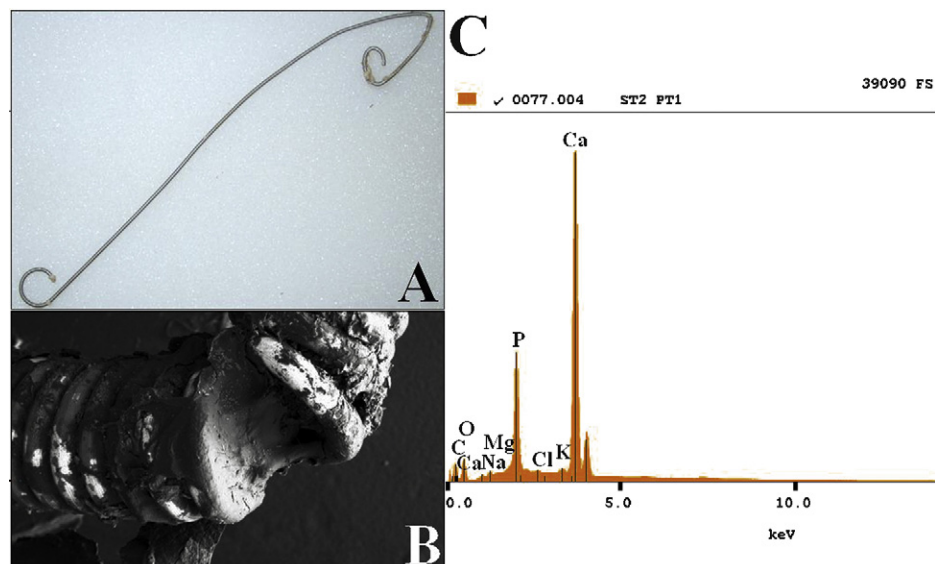 A
B
C
39090 FS
✓ 0077.004 ST2 PT1
Ca
P
O
C
Mg
Ca Na
Cl
K
0.0 5.0 10.0
keV